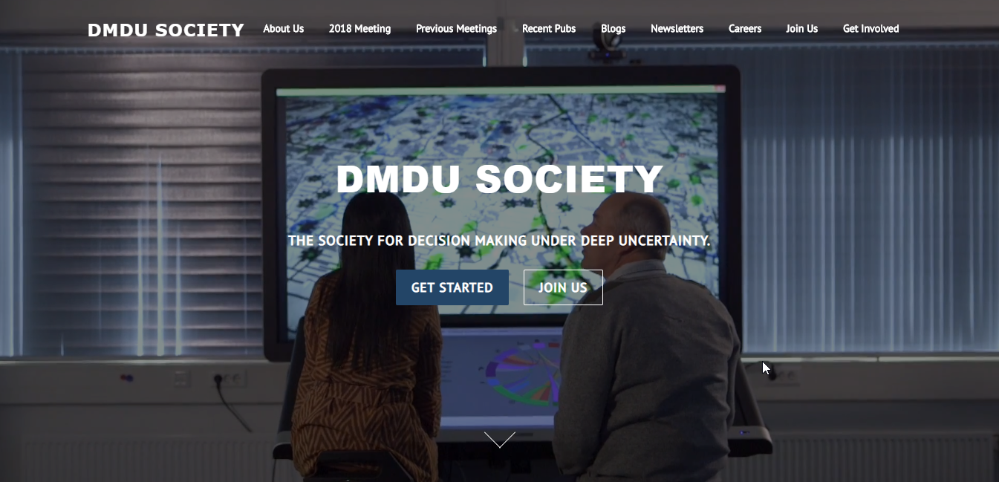 DMDU SOCIETY About Us 2018 Meeting Previous Meetings Recent Pubs Blogs Newsletters Careers Join Us Get Involved
DMDU SOCIETY
THE SOCIETY FOR DECISION MAKING UNDER DEEP UNCERTAINTY.
GET STARTED JOIN US